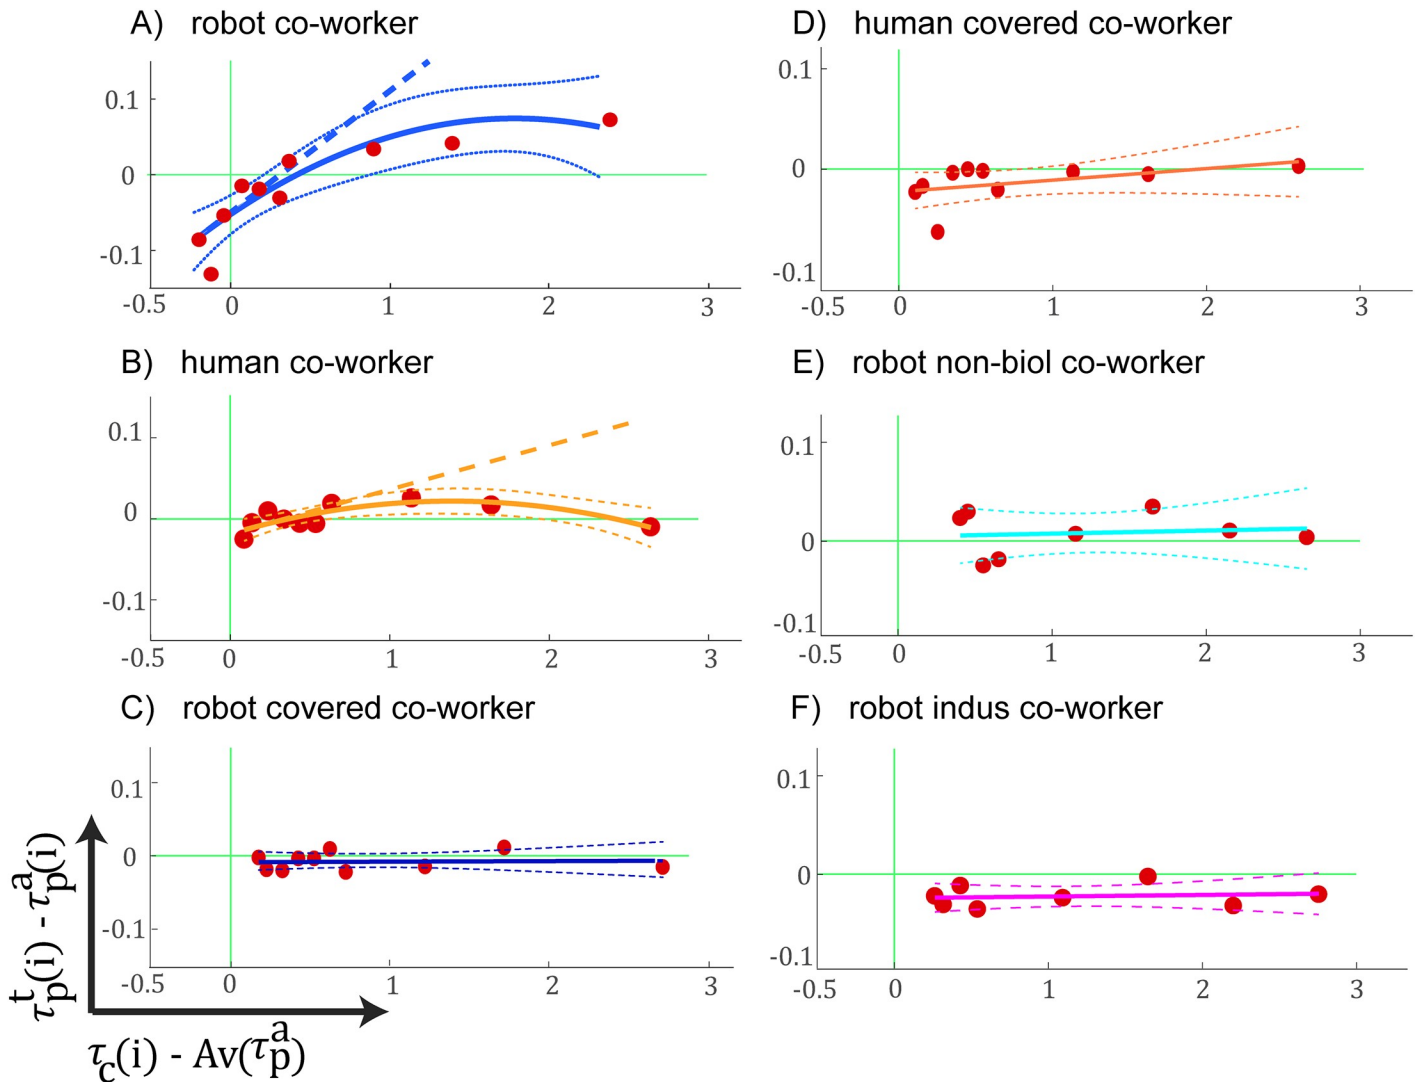 A) robot co-worker
0.1
0
-0.1
-0.5 0 1 2 3
B) human co-worker
0.1
0
-0.1
-0.5 0 1 2 3
C) robot covered co-worker
0.1
0
-0.1
-0.5 0 1 2 3
τp^t(i) - τp^a(i)
τc(i) - Av(τp^a)
D) human covered co-worker
0.1
0
-0.1
-0.5 0 1 2 3
E) robot non-biol co-worker
0.1
0
-0.1
-0.5 0 1 2 3
F) robot indus co-worker
0.1
0
-0.1
-0.5 0 1 2 3